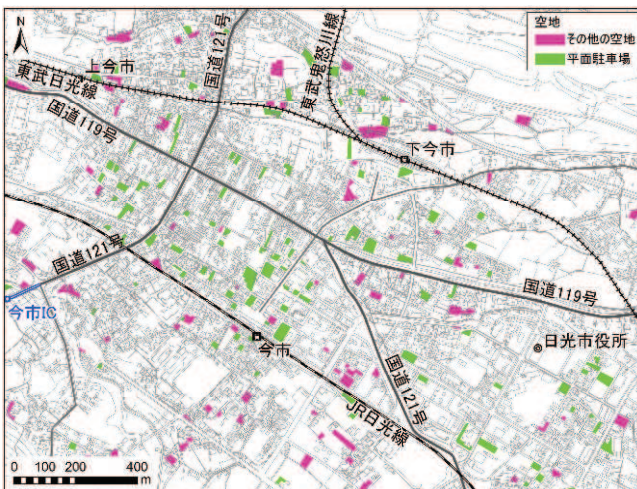 N
空地
その他の空地
平面駐車場
国道121号
東武鬼怒川線
上今市
東武日光線
国道119号
下今市
国道121号
国道119号
今市IC
今市
日光市役所
国道121号
JR日光線
0 100 200 400
m